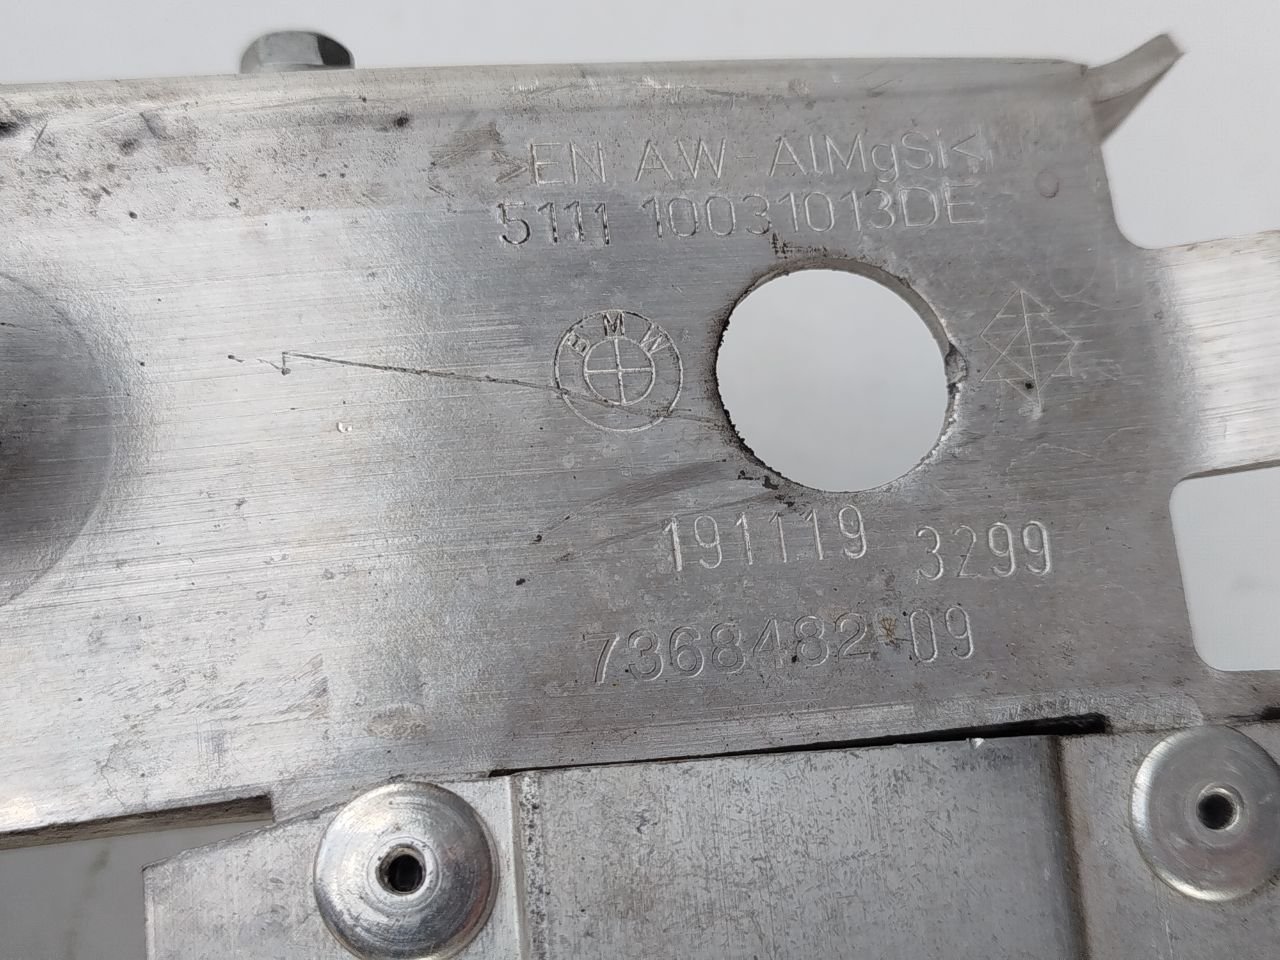 >EN AW-AlMgSi<
5111 10031013DE
BMW
191119 3299
7368482 09